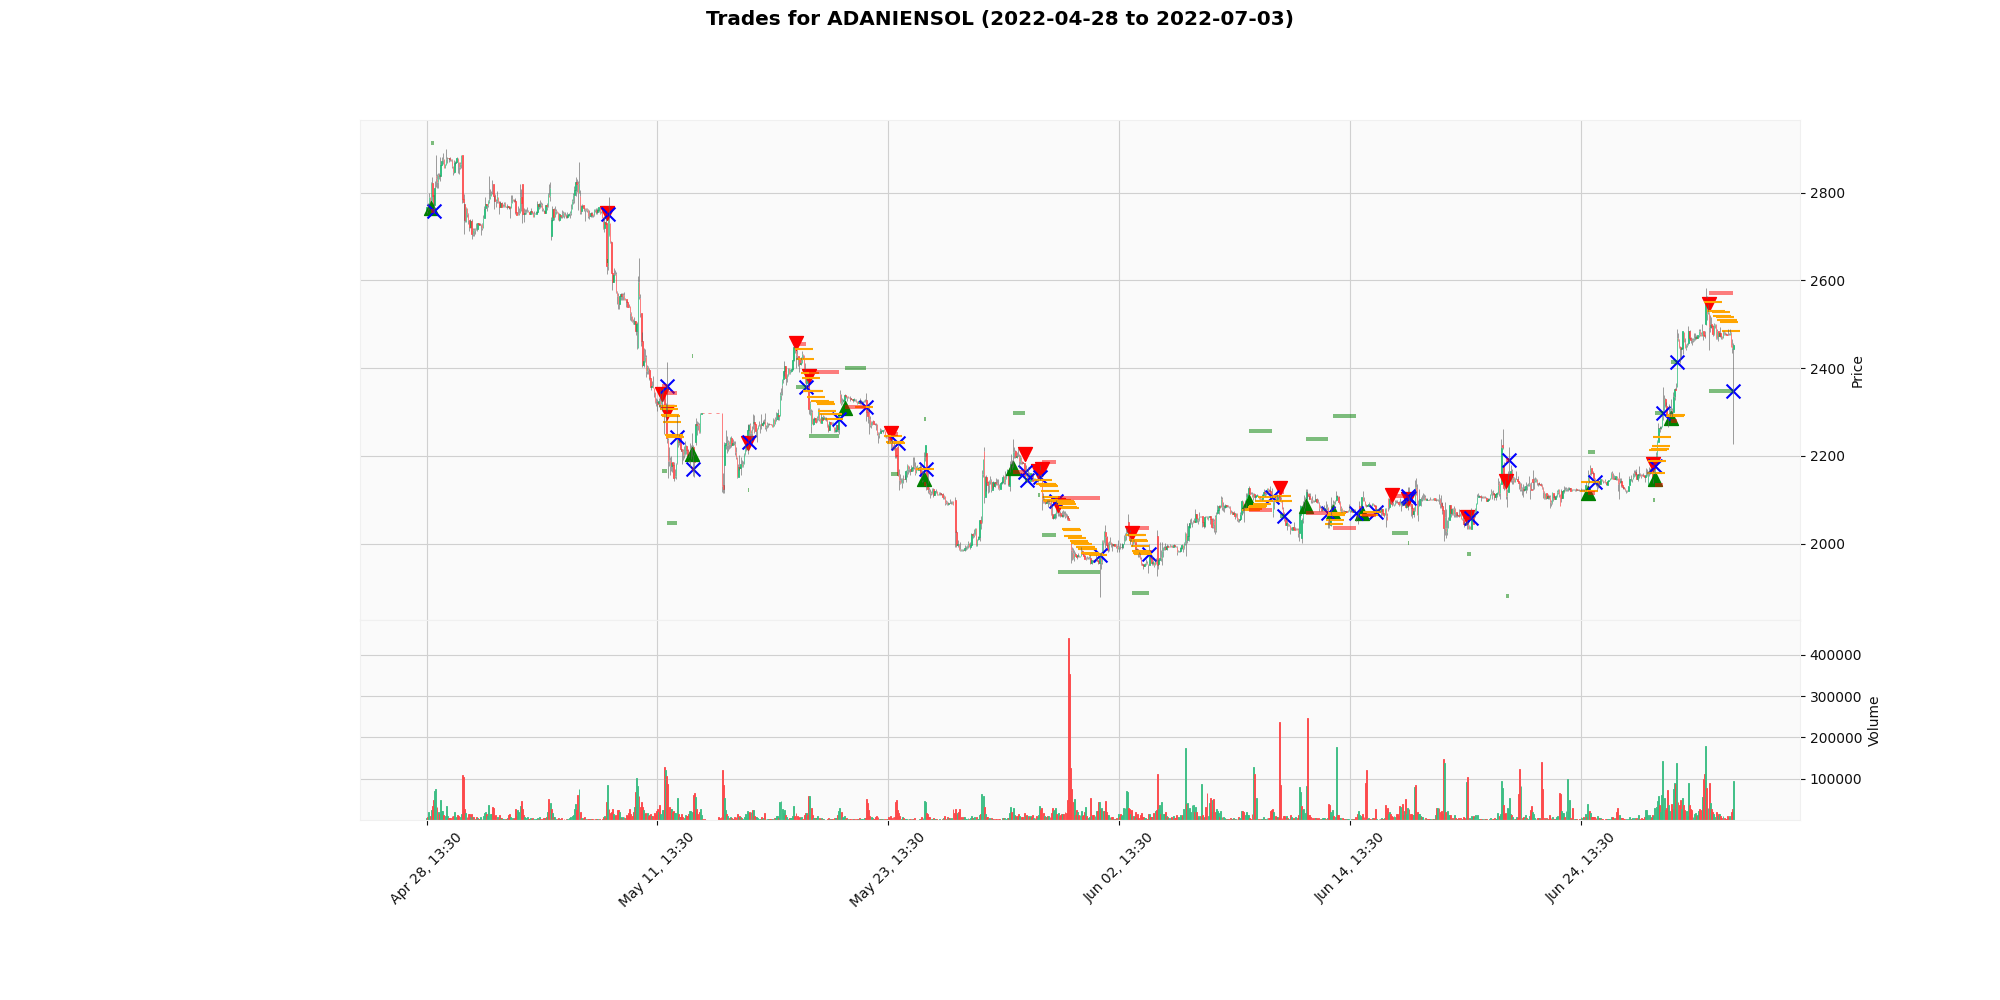 Trades for ADANIENSOL (2022-04-28 to 2022-07-03)
2800
2600
2400
2200
2000
Price
400000
300000
200000
100000
Volume
Apr 28, 13:30
May 11, 13:30
May 23, 13:30
Jun 02, 13:30
Jun 14, 13:30
Jun 24, 13:30